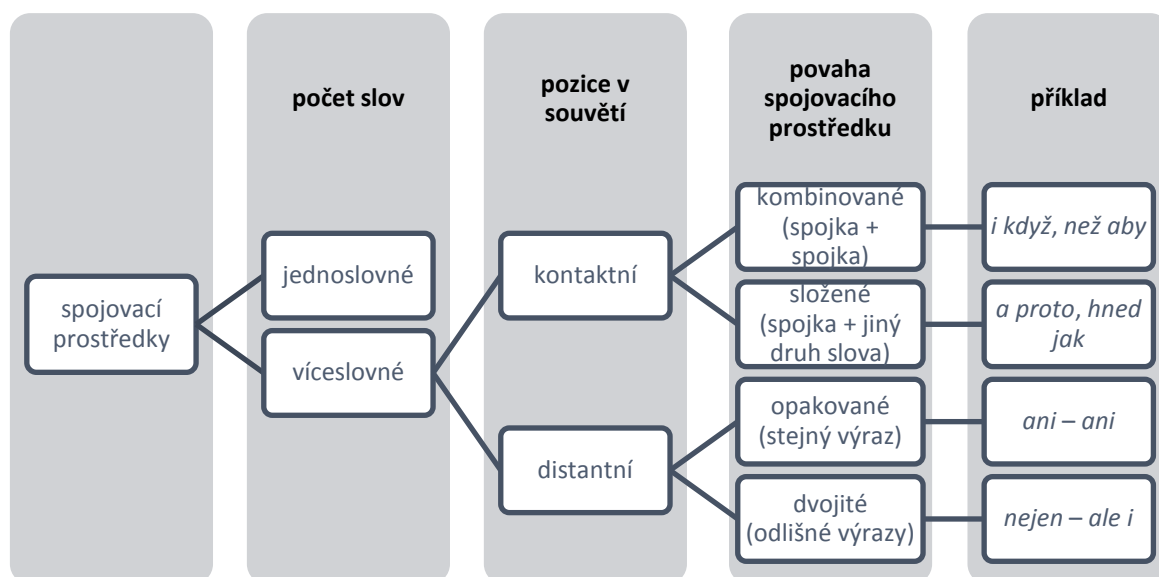 počet slov
pozice v
souvětí
povaha
spojovacího
prostředku
příklad
spojovací
prostředky
jednoslovné
víceslovné
kontaktní
distantní
kombinované
(spojka +
spojka)
složené
(spojka + jiný
druh slova)
opakované
(stejný výraz)
dvojité
(odlišné výrazy)
i když, než aby
a proto, hned
jak
ani – ani
nejen – ale i